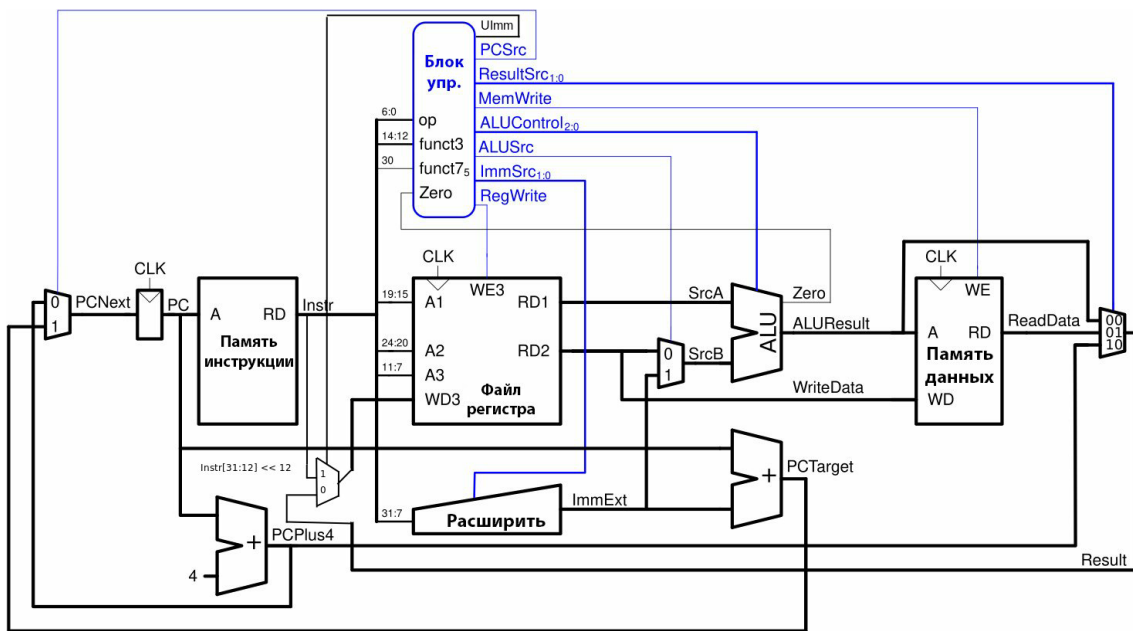 UImm
PCSrc
Блок
упр.
ResultSrc1:0
MemWrite
6:0
op
ALUControl2:0
14:12
funct3
ALUSrc
30
funct75
ImmSrc1:0
Zero
RegWrite
CLK
CLK
CLK
0
1
PCNext
PC
A
RD
Instr
Память
инструкции
19:15
A1
WE3
RD1
SrcA
Zero
WE
24:20
A2
RD2
0
1
SrcB
ALU
ALUResult
A
RD
ReadData
00
01
10
Память
данных
11:7
A3
WD3
Файл
регистра
WriteData
WD
Instr[31:12] << 12
1
0
+
PCTarget
31:7
Расширить
ImmExt
+
PCPlus4
4
Result